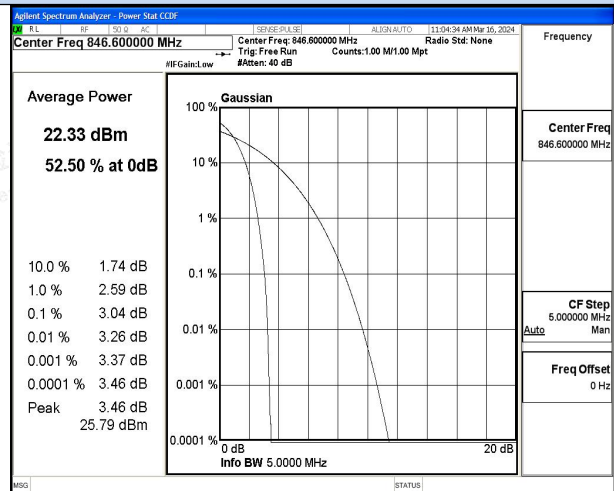 Agilent Spectrum Analyzer - Power Stat CCDF
RL RF 50 Ω AC SENSE:PULSE ALIGN AUTO 11:04:34 AM Mar 16, 2024
Center Freq 846.600000 MHz
Center Freq: 846.600000 MHz Radio Std: None
Trig: Free Run Counts:1.00 M/1.00 Mpt
#IFGain:Low #Atten: 40 dB
Frequency
Average Power
22.33 dBm
52.50 % at 0dB
10.0 % 1.74 dB
1.0 % 2.59 dB
0.1 % 3.04 dB
0.01 % 3.26 dB
0.001 % 3.37 dB
0.0001 % 3.46 dB
Peak 3.46 dB
25.79 dBm
Gaussian
100 %
10 %
1 %
0.1 %
0.01 %
0.001 %
0.0001 %
0 dB 20 dB
Info BW 5.0000 MHz
Center Freq
846.600000 MHz
CF Step
5.000000 MHz
Auto Man
Freq Offset
0 Hz
MSG STATUS